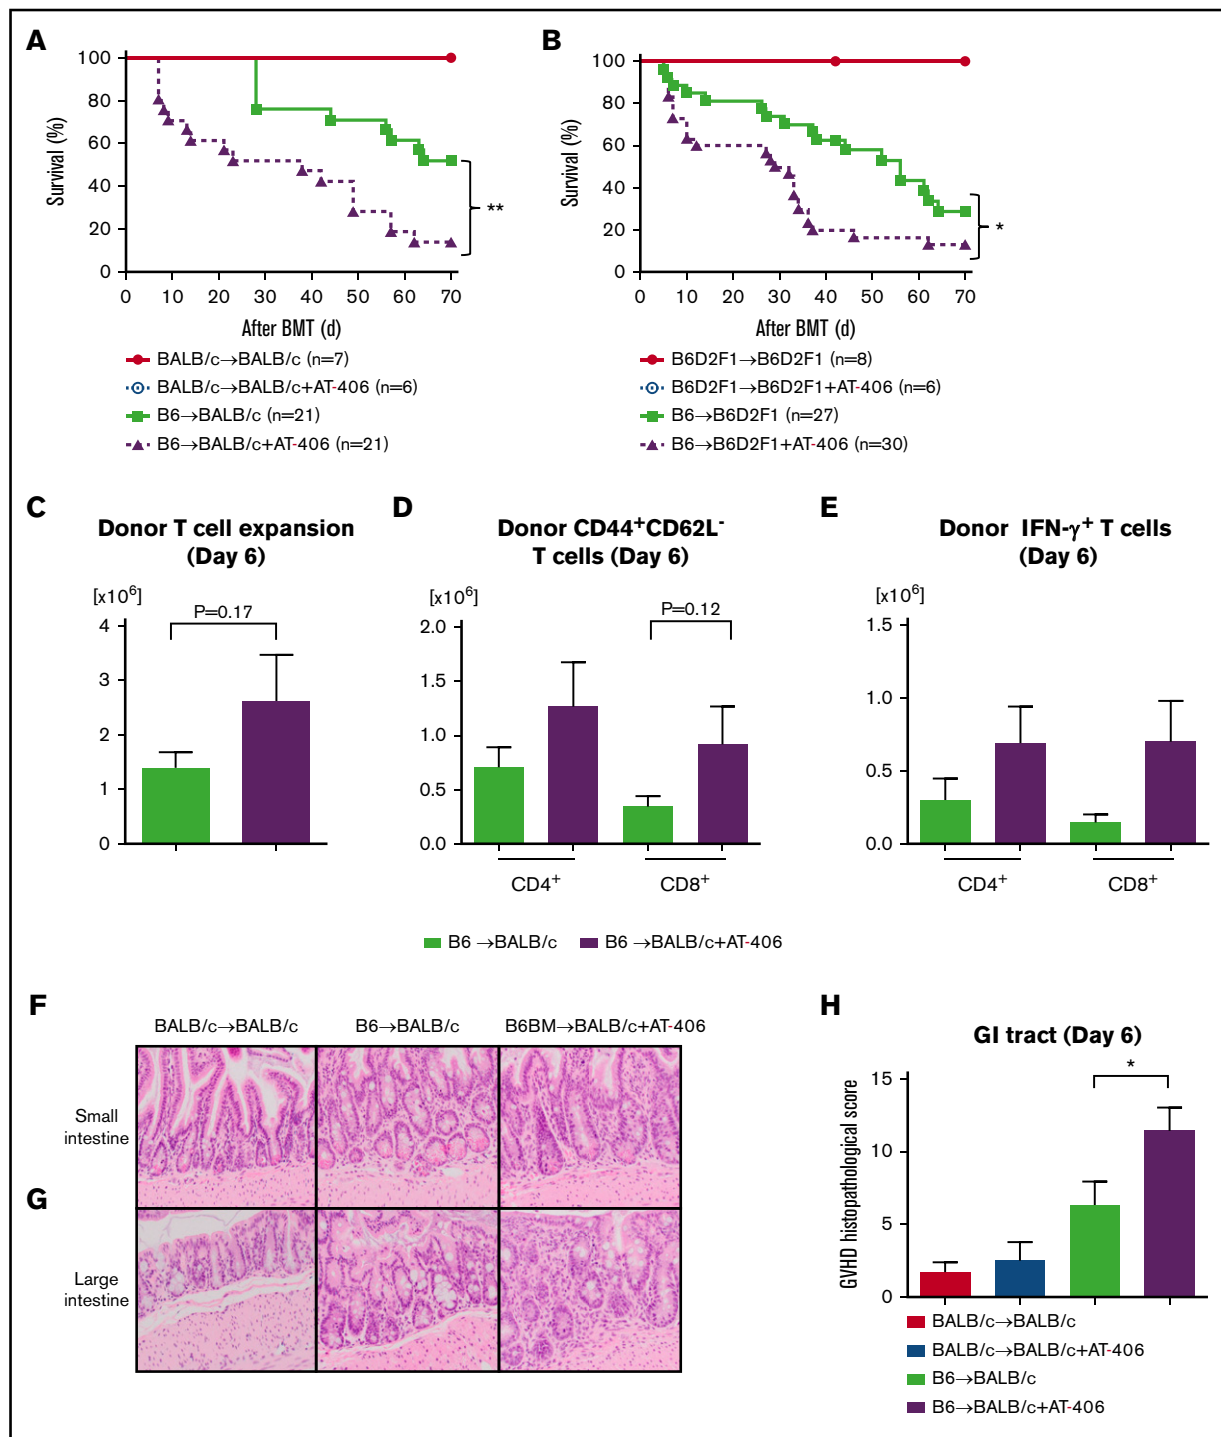 A
B
Survival (%)
100
80
60
40
20
0
**
0 10 20 30 40 50 60 70
After BMT (d)
BALB/c→BALB/c (n=7)
BALB/c→BALB/c+AT-406 (n=6)
B6→BALB/c (n=21)
B6→BALB/c+AT-406 (n=21)
Survival (%)
100
80
60
40
20
0
*
0 10 20 30 40 50 60 70
After BMT (d)
B6D2F1→B6D2F1 (n=8)
B6D2F1→B6D2F1+AT-406 (n=6)
B6→B6D2F1 (n=27)
B6→B6D2F1+AT-406 (n=30)
C
Donor T cell expansion
(Day 6)
[x10⁶]
P=0.17
4
3
2
1
0
D
Donor CD44⁺CD62L⁻
T cells (Day 6)
[x10⁶]
P=0.12
2.0
1.5
1.0
0.5
0.0
CD4⁺ CD8⁺
E
Donor IFN-γ⁺ T cells
(Day 6)
[x10⁶]
1.5
1.0
0.5
0.0
CD4⁺ CD8⁺
B6 →BALB/c B6 →BALB/c+AT-406
F
BALB/c→BALB/c B6→BALB/c B6BM→BALB/c+AT-406
Small
intestine
G
Large
intestine
H
GI tract (Day 6)
*
GVHD histopathological score
15
10
5
0
BALB/c→BALB/c
BALB/c→BALB/c+AT-406
B6→BALB/c
B6→BALB/c+AT-406